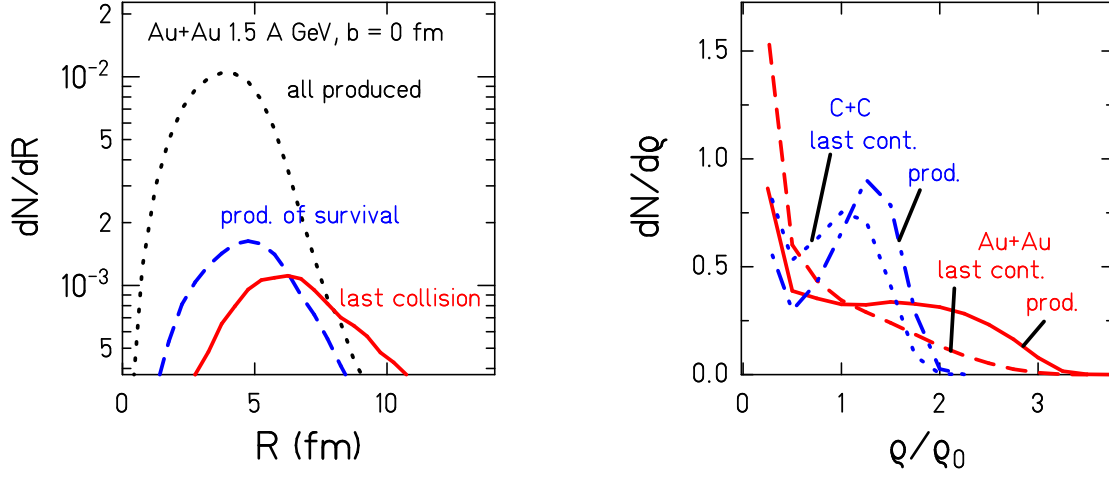 2
Au+Au 1.5 A GeV, b = 0 fm
10⁻²
all produced
5
dN/dR
2
prod. of survival
10⁻³
last collision
5
0
5
10
R (fm)
1.5
C+C
last cont.
1.0
prod.
dN/dϱ
Au+Au
last cont.
0.5
prod.
0.0
0
1
2
3
ϱ/ϱ₀